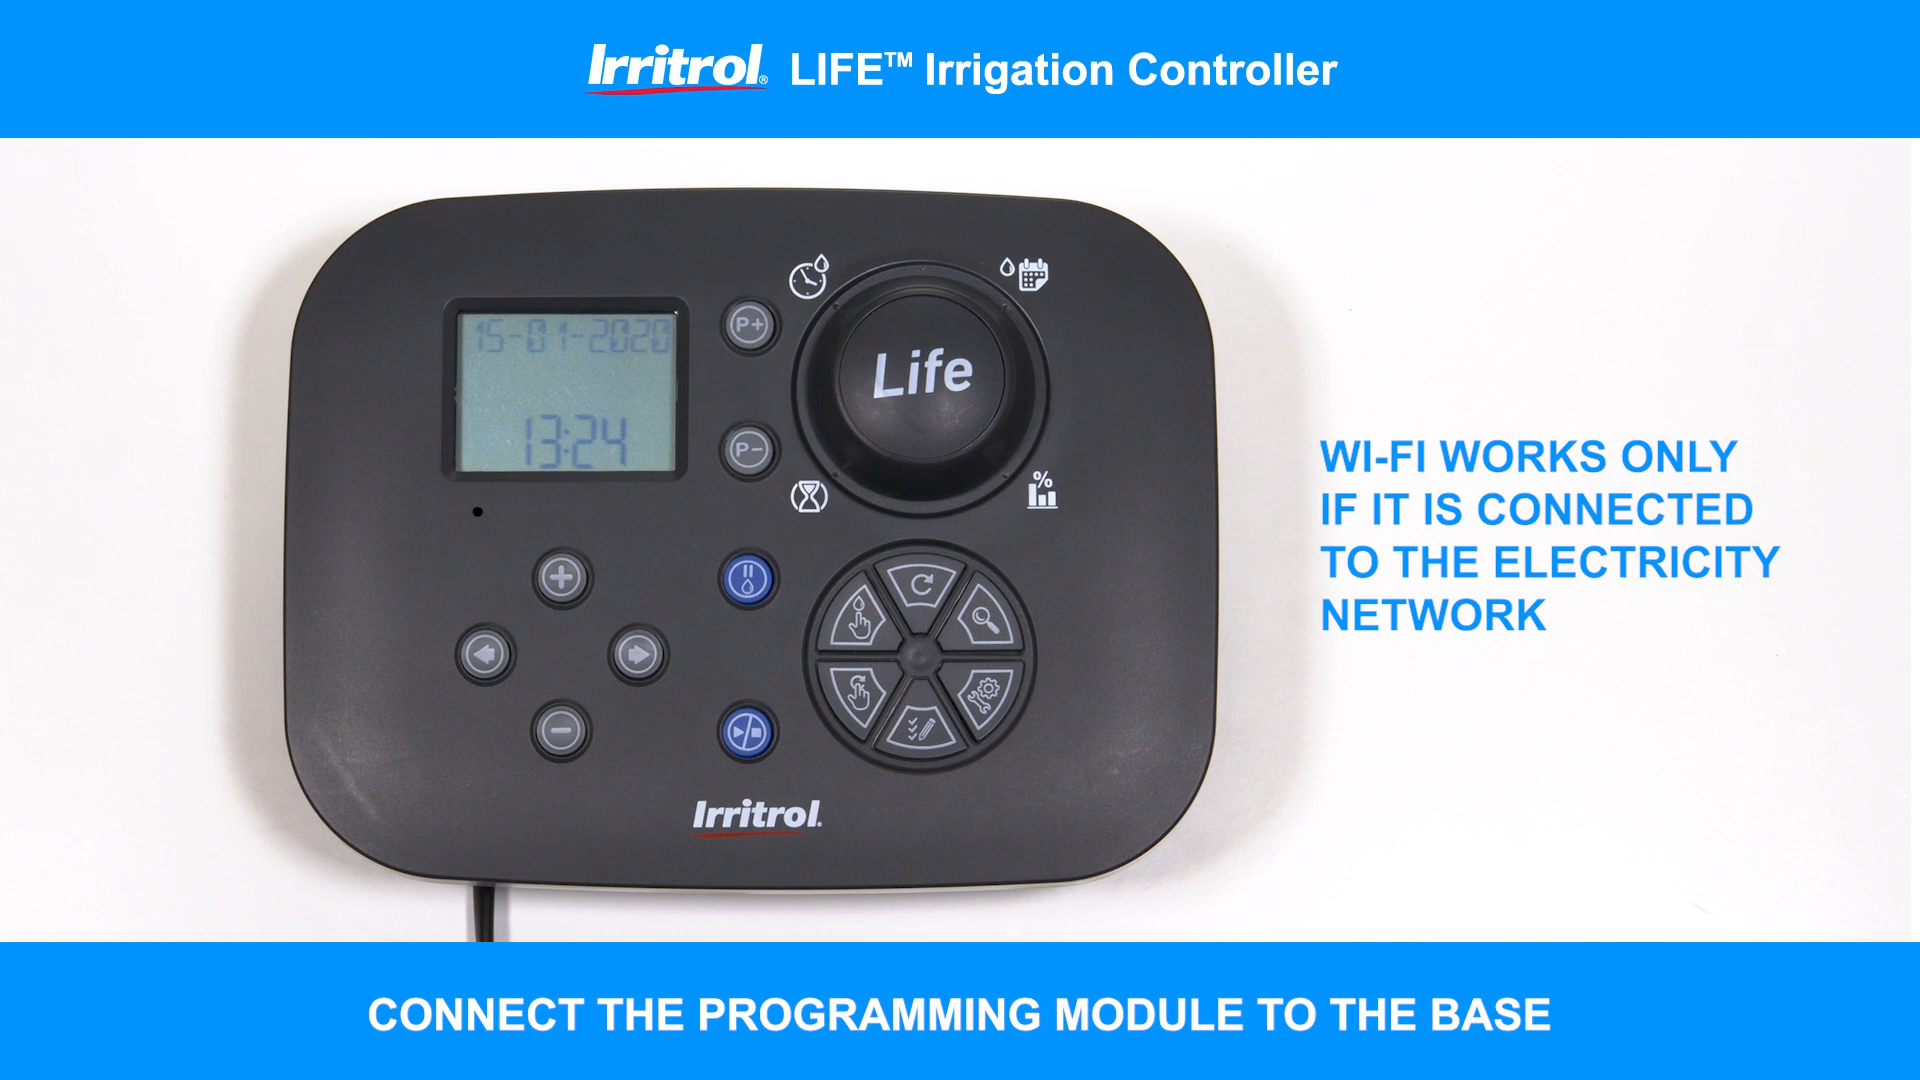 Irritrol® LIFE™ Irrigation Controller
15-01-2020
13:24
P+
P-
Life
%
Irritrol.
WI-FI WORKS ONLY
IF IT IS CONNECTED
TO THE ELECTRICITY
NETWORK
CONNECT THE PROGRAMMING MODULE TO THE BASE